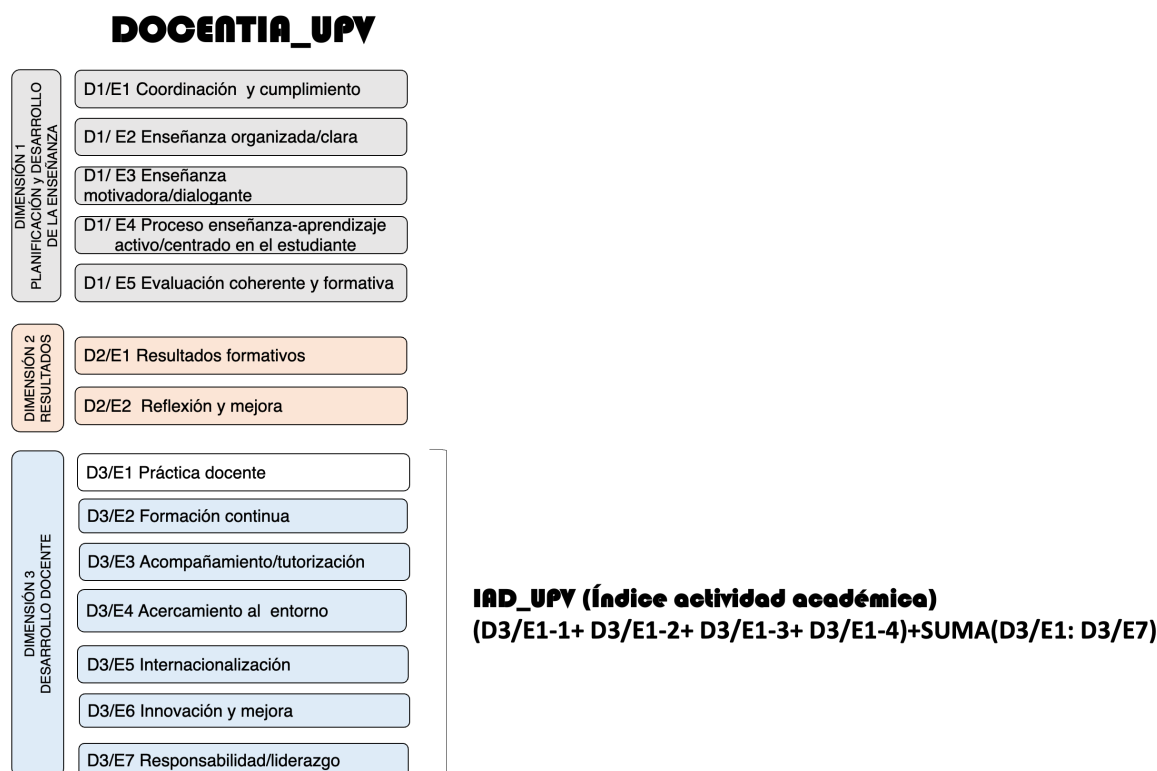 DOCENTIA_UPV
DIMENSIÓN 1
PLANIFICACIÓN y DESARROLLO
DE LA ENSEÑANZA
D1/E1 Coordinación y cumplimiento
D1/ E2 Enseñanza organizada/clara
D1/ E3 Enseñanza
motivadora/dialogante
D1/ E4 Proceso enseñanza-aprendizaje
activo/centrado en el estudiante
D1/ E5 Evaluación coherente y formativa
DIMENSIÓN 2
RESULTADOS
D2/E1 Resultados formativos
D2/E2 Reflexión y mejora
DIMENSIÓN 3
DESARROLLO DOCENTE
D3/E1 Práctica docente
D3/E2 Formación continua
D3/E3 Acompañamiento/tutorización
D3/E4 Acercamiento al entorno
D3/E5 Internacionalización
D3/E6 Innovación y mejora
D3/E7 Responsabilidad/liderazgo
IAD_UPV (Índice actividad académica)
(D3/E1-1+ D3/E1-2+ D3/E1-3+ D3/E1-4)+SUMA(D3/E1: D3/E7)